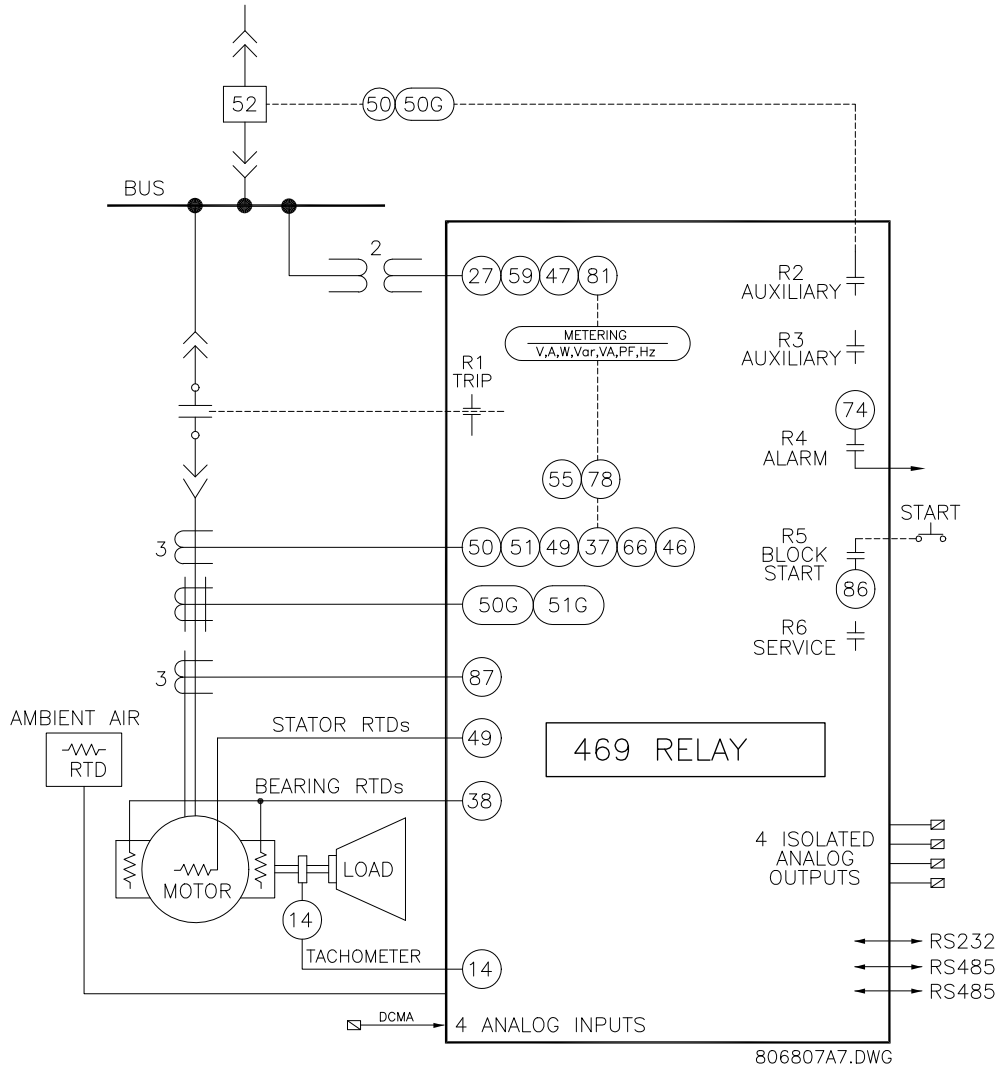 52
50 50G
BUS
2
27 59 47 81
R2
AUXILIARY
METERING
V,A,W,Var,VA,PF,Hz
R3
AUXILIARY
R1
TRIP
74
R4
ALARM
55 78
START
3
50 51 49 37 66 46
R5
BLOCK
START
86
50G 51G
R6
SERVICE
3
87
AMBIENT AIR
RTD
STATOR RTDs
49
469 RELAY
BEARING RTDs
38
MOTOR
LOAD
4 ISOLATED
ANALOG
OUTPUTS
14
TACHOMETER
14
RS232
RS485
RS485
DCMA
4 ANALOG INPUTS
806807A7.DWG